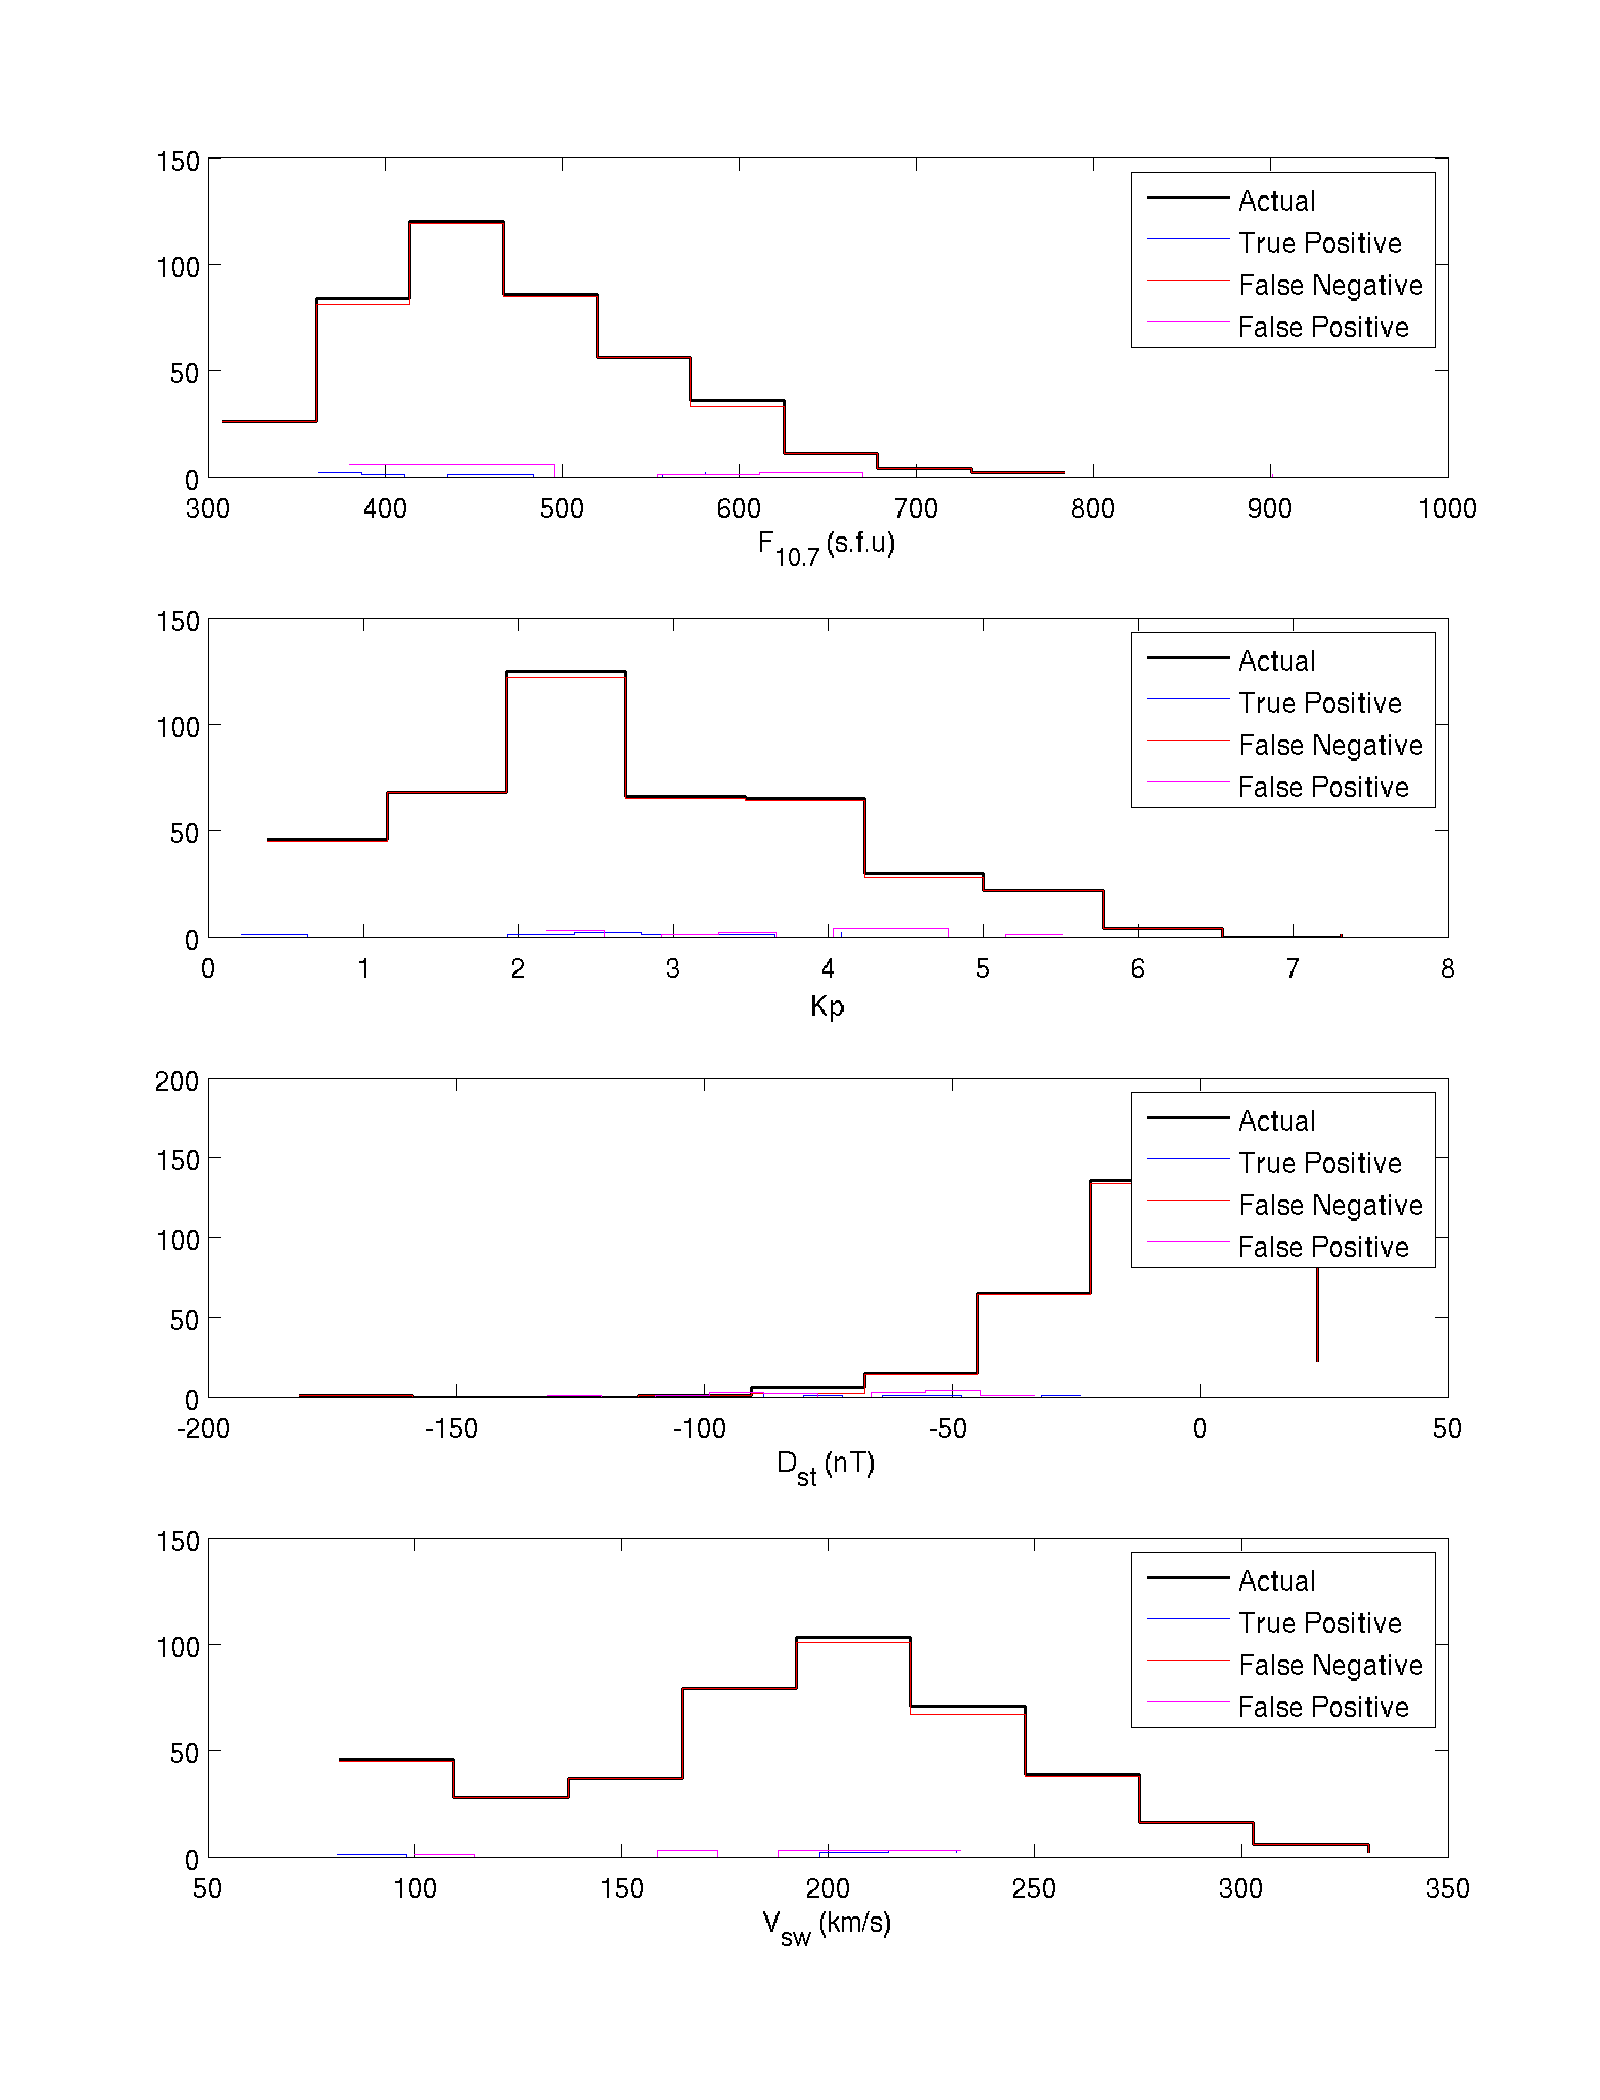 150
100
50
0
300 400 500 600 700 800 900 1000
F10.7 (s.f.u)
Actual
True Positive
False Negative
False Positive
150
100
50
0
0 1 2 3 4 5 6 7 8
Kp
Actual
True Positive
False Negative
False Positive
200
150
100
50
0
-200 -150 -100 -50 0 50
Dst (nT)
Actual
True Positive
False Negative
False Positive
150
100
50
0
50 100 150 200 250 300 350
Vsw (km/s)
Actual
True Positive
False Negative
False Positive